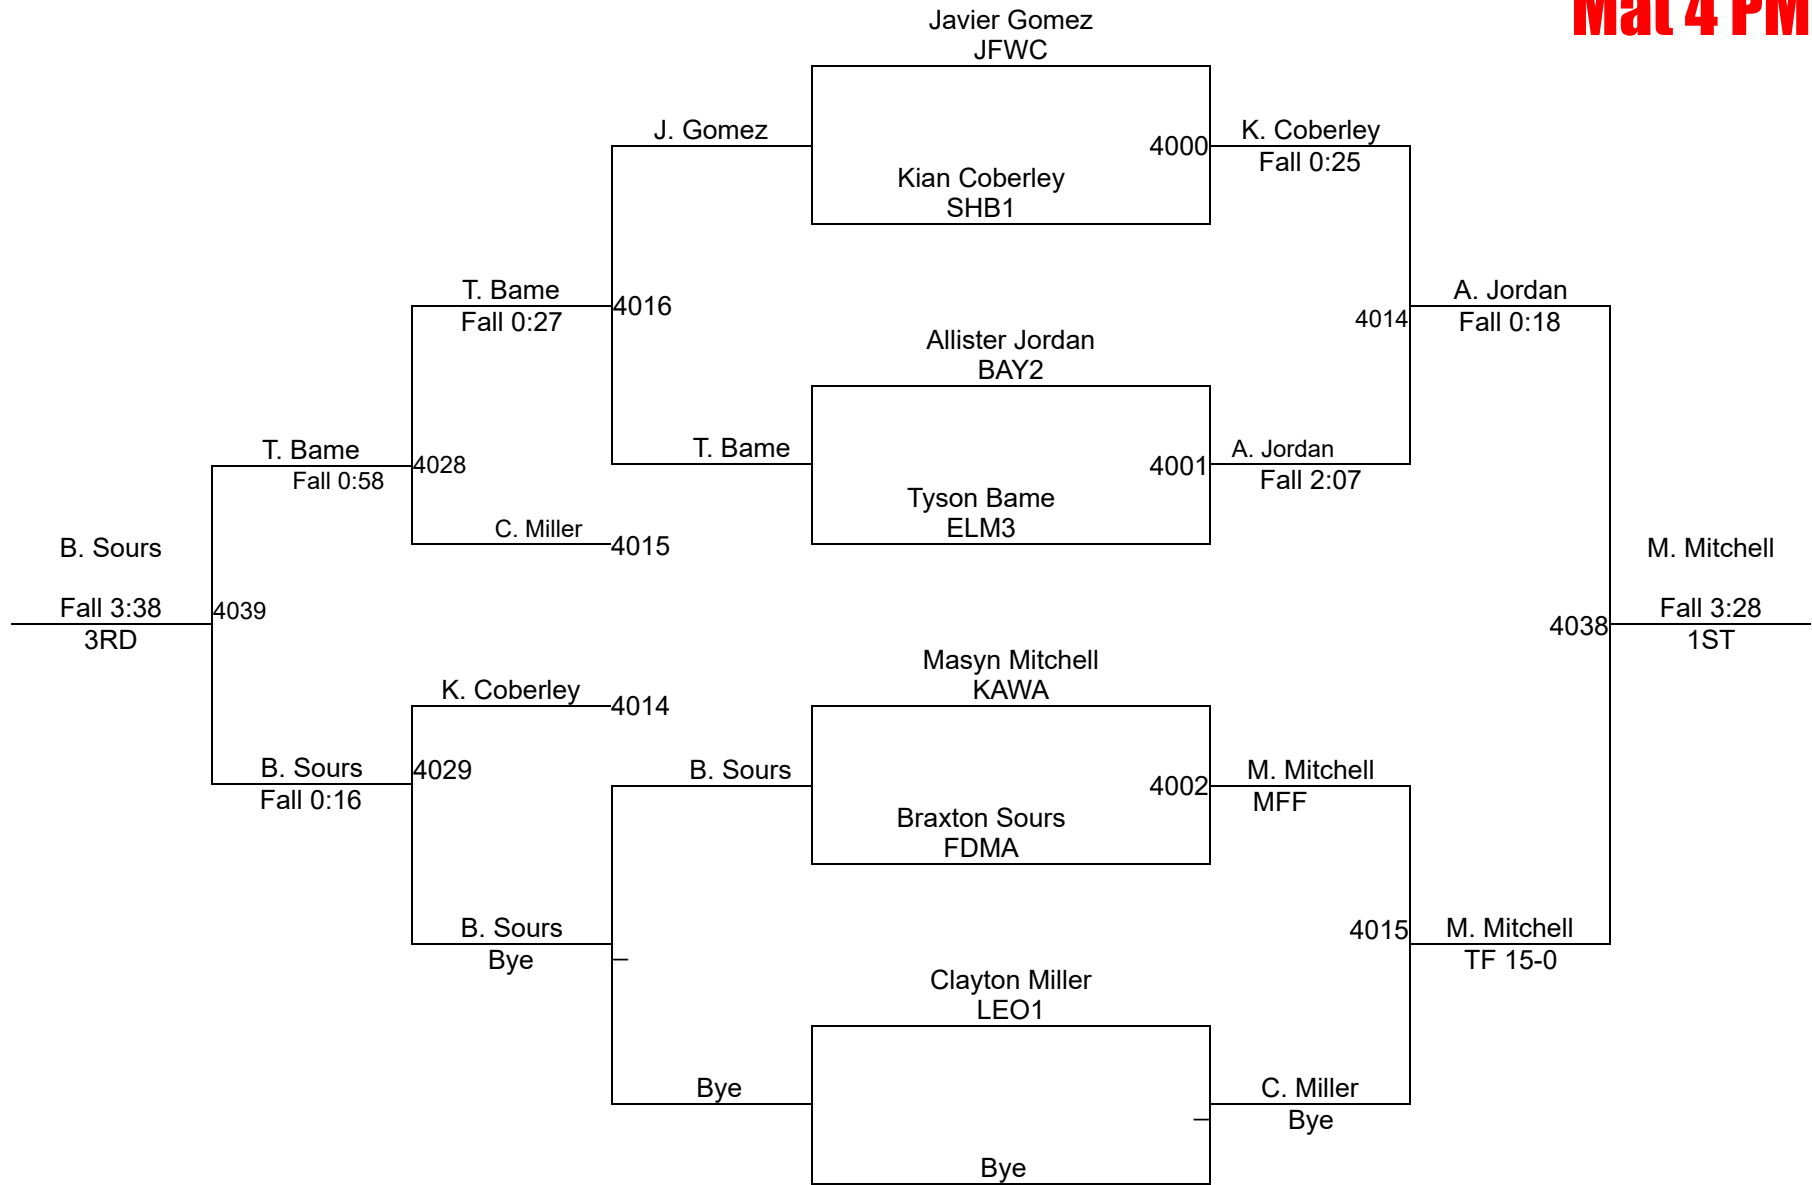 Mat 4 PM
Javier Gomez
JFWC
J. Gomez
4000
K. Coberley
Fall 0:25
Kian Coberley
SHB1
T. Bame
Fall 0:27
4016
A. Jordan
Fall 0:18
4014
Allister Jordan
BAY2
T. Bame
Fall 0:58
4028
T. Bame
4001
A. Jordan
Fall 2:07
Tyson Bame
ELM3
C. Miller
4015
B. Sours
Fall 3:38
3RD
4039
M. Mitchell
Fall 3:28
1ST
4038
Masyn Mitchell
KAWA
K. Coberley
4014
B. Sours
Fall 0:16
4029
B. Sours
4002
M. Mitchell
MFF
Braxton Sours
FDMA
B. Sours
Bye
4015
M. Mitchell
TF 15-0
Clayton Miller
LEO1
Bye
C. Miller
Bye
Bye